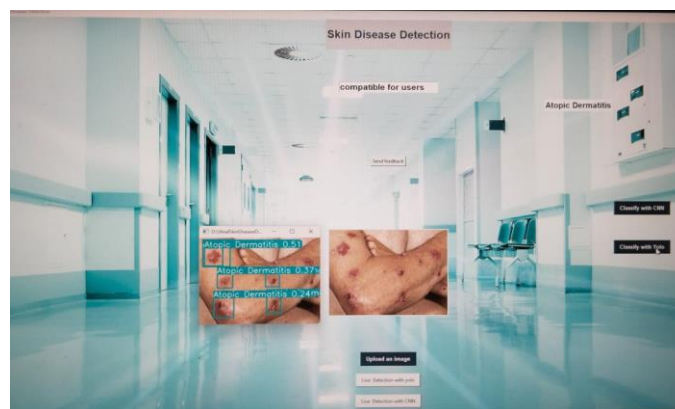 Skin Disease Detection
compatible for users
Atopic Dermatitis
Send feedback
Classify with CNN
Atopic Dermatitis 0.51
Atopic Dermatitis 0.37
Atopic Dermatitis 0.24
Classify with Yolo
Upload an image
Live Detection with yolo
Live Detection with CNN